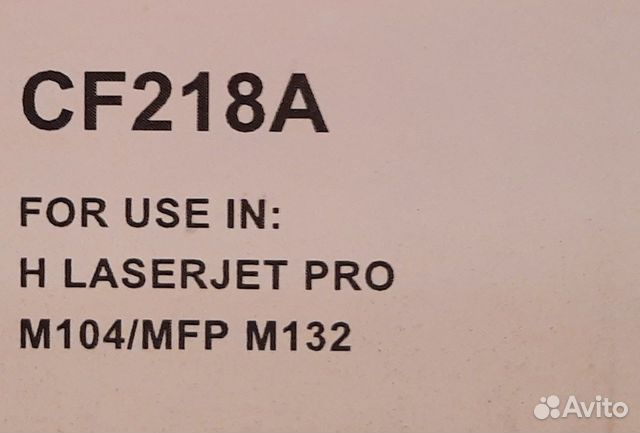 CF218A
FOR USE IN:
H LASERJET PRO
M104/MFP M132
Avito